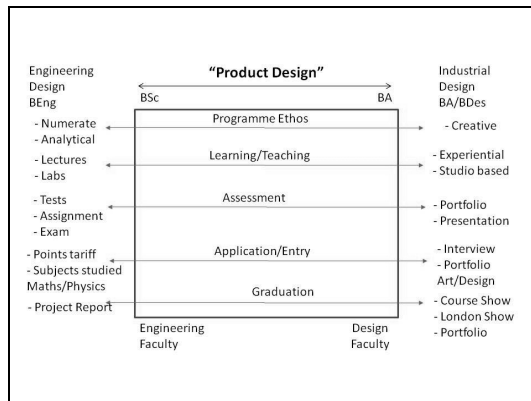 Engineering
Design
BEng
“Product Design”
Industrial
Design
BA/BDes
BSc
BA
- Numerate
- Analytical
Programme Ethos
- Creative
- Lectures
- Labs
Learning/Teaching
- Experiential
- Studio based
- Tests
- Assignment
- Exam
Assessment
- Portfolio
- Presentation
- Points tariff
- Subjects studied
Maths/Physics
Application/Entry
- Interview
- Portfolio
Art/Design
- Project Report
Graduation
- Course Show
- London Show
- Portfolio
Engineering
Faculty
Design
Faculty